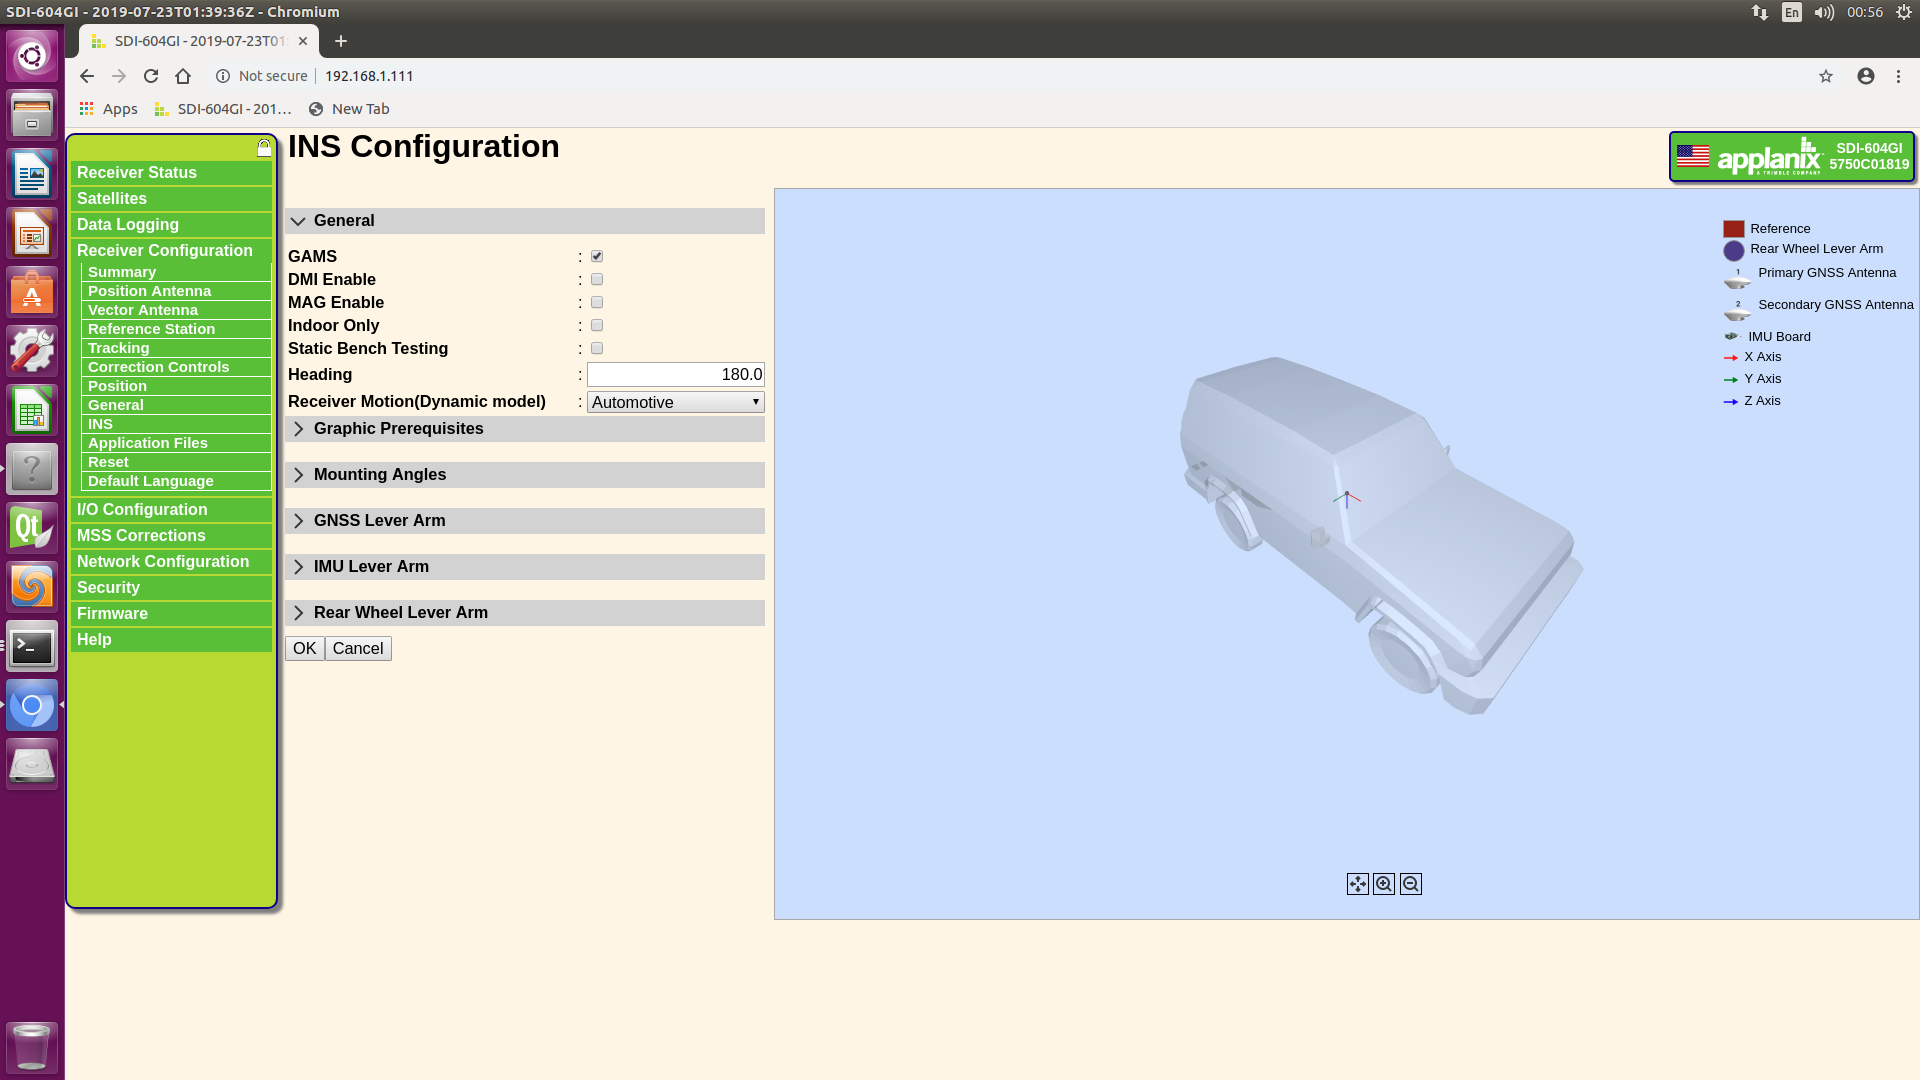 SDI-604GI - 2019-07-23T01:39:36Z - Chromium
En
00:56
SDI-604GI - 2019-07-23T01:
Not secure
192.168.1.111
Apps
SDI-604GI - 201...
New Tab
INS Configuration
applanix
A TRIMBLE COMPANY
SDI-604GI
5750C01819
Receiver Status
Satellites
Data Logging
Receiver Configuration
Summary
Position Antenna
Vector Antenna
Reference Station
Tracking
Correction Controls
Position
General
INS
Application Files
Reset
Default Language
I/O Configuration
MSS Corrections
Network Configuration
Security
Firmware
Help
General
GAMS :
DMI Enable :
MAG Enable :
Indoor Only :
Static Bench Testing :
Heading : 180.0
Receiver Motion(Dynamic model) : Automotive
Graphic Prerequisites
Mounting Angles
GNSS Lever Arm
IMU Lever Arm
Rear Wheel Lever Arm
OK Cancel
Reference
Rear Wheel Lever Arm
1 Primary GNSS Antenna
2 Secondary GNSS Antenna
IMU Board
X Axis
Y Axis
Z Axis
Qt